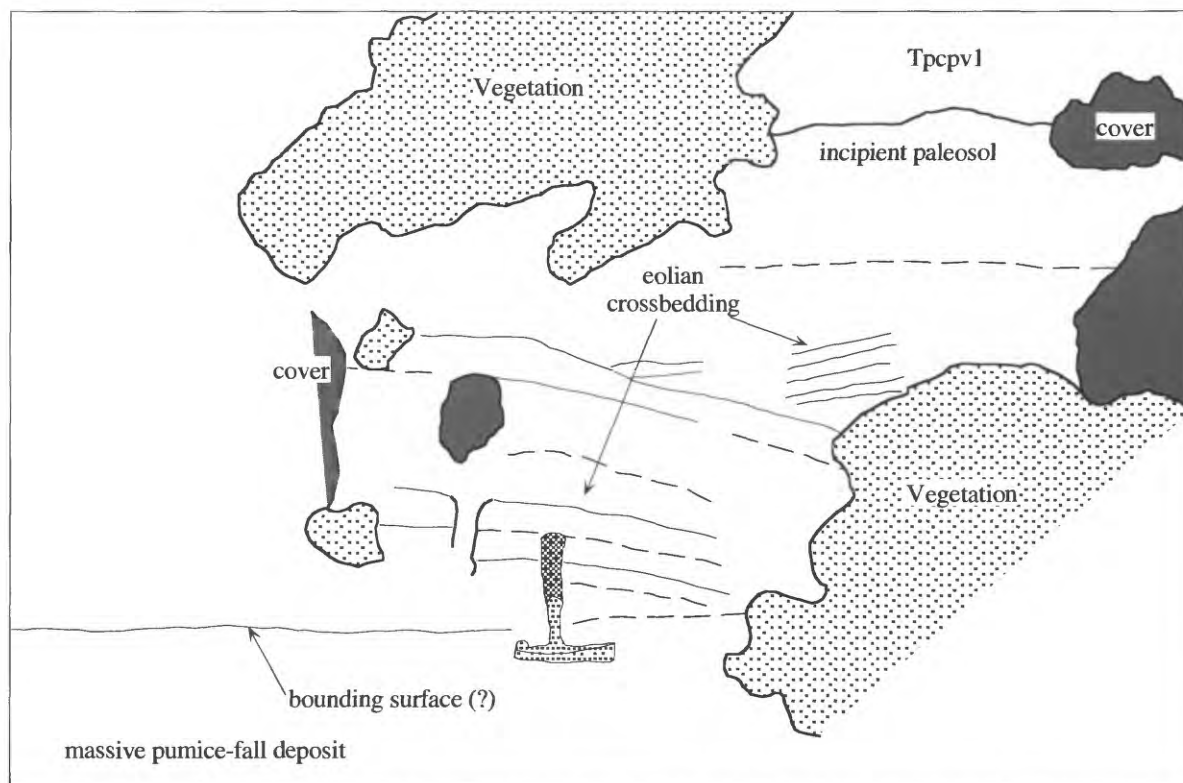 Tpcpv1
Vegetation
cover
incipient paleosol
eolian
crossbedding
cover
Vegetation
bounding surface (?)
massive pumice-fall deposit